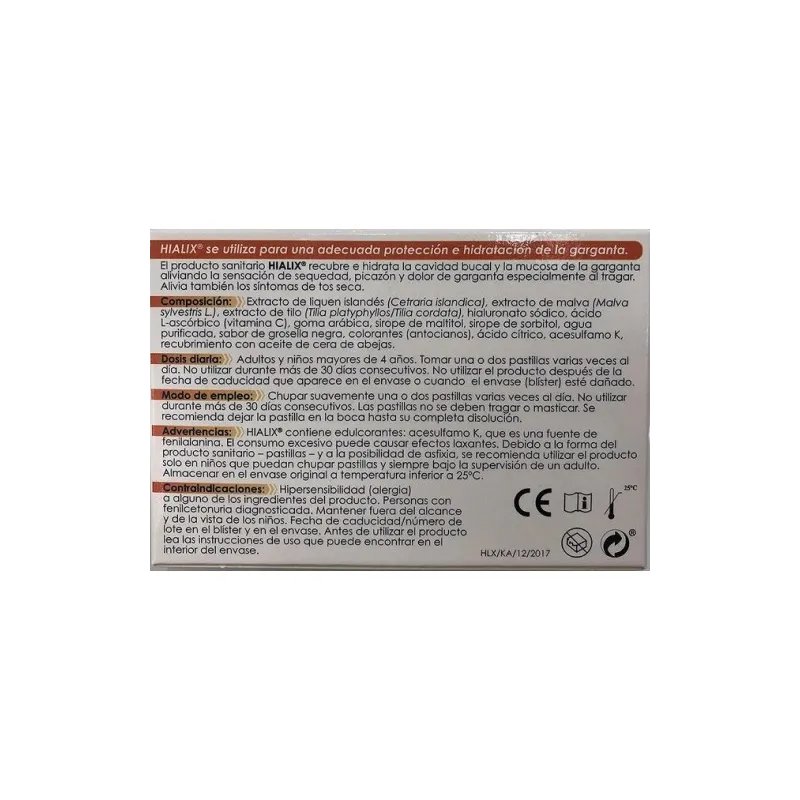 HIALIX® se utiliza para una adecuada protección e hidratación de la garganta.
El producto sanitario HIALIX® recubre e hidrata la cavidad bucal y la mucosa de la garganta
aliviando la sensación de sequedad, picazón y dolor de garganta especialmente al tragar.
Alivia también los síntomas de tos seca.
Composición: Extracto de liquen islandés (Cetraria islandica), extracto de malva (Malva
sylvestris L.), extracto de tilo (Tilia platyphyllos/Tilia cordata), hialuronato sódico, ácido
L-ascórbico (vitamina C), goma arábica, sirope de maltitol, sirope de sorbitol, agua
purificada, sabor de grosella negra, colorantes (antocianos), ácido cítrico, acesulfamo K,
recubrimiento con aceite de cera de abejas.
Dosis diaria: Adultos y niños mayores de 4 años. Tomar una o dos pastillas varias veces al
día. No utilizar durante más de 30 días consecutivos. No utilizar el producto después de la
fecha de caducidad que aparece en el envase o cuando el envase (blíster) esté dañado.
Modo de empleo: Chupar suavemente una o dos pastillas varias veces al día. No utilizar
durante más de 30 días consecutivos. Las pastillas no se deben tragar o masticar. Se
recomienda dejar la pastilla en la boca hasta su completa disolución.
Advertencias: HIALIX® contiene edulcorantes: acesulfamo K, que es una fuente de
fenilalanina. El consumo excesivo puede causar efectos laxantes. Debido a la forma del
producto sanitario – pastillas – y a la posibilidad de asfixia, se recomienda utilizar el producto
solo en niños que puedan chupar pastillas y siempre bajo la supervisión de un adulto.
Almacenar en el envase original a temperatura inferior a 25°C.
Contraindicaciones: Hipersensibilidad (alergia)
a alguno de los ingredientes del producto. Personas con
fenilcetonuria diagnosticada. Mantener fuera del alcance
y de la vista de los niños. Fecha de caducidad/número de
lote en el blíster y en el envase. Antes de utilizar el producto
lea las instrucciones de uso que puede encontrar en el
interior del envase.
CE
25°C
®
HLX/KA/12/2017